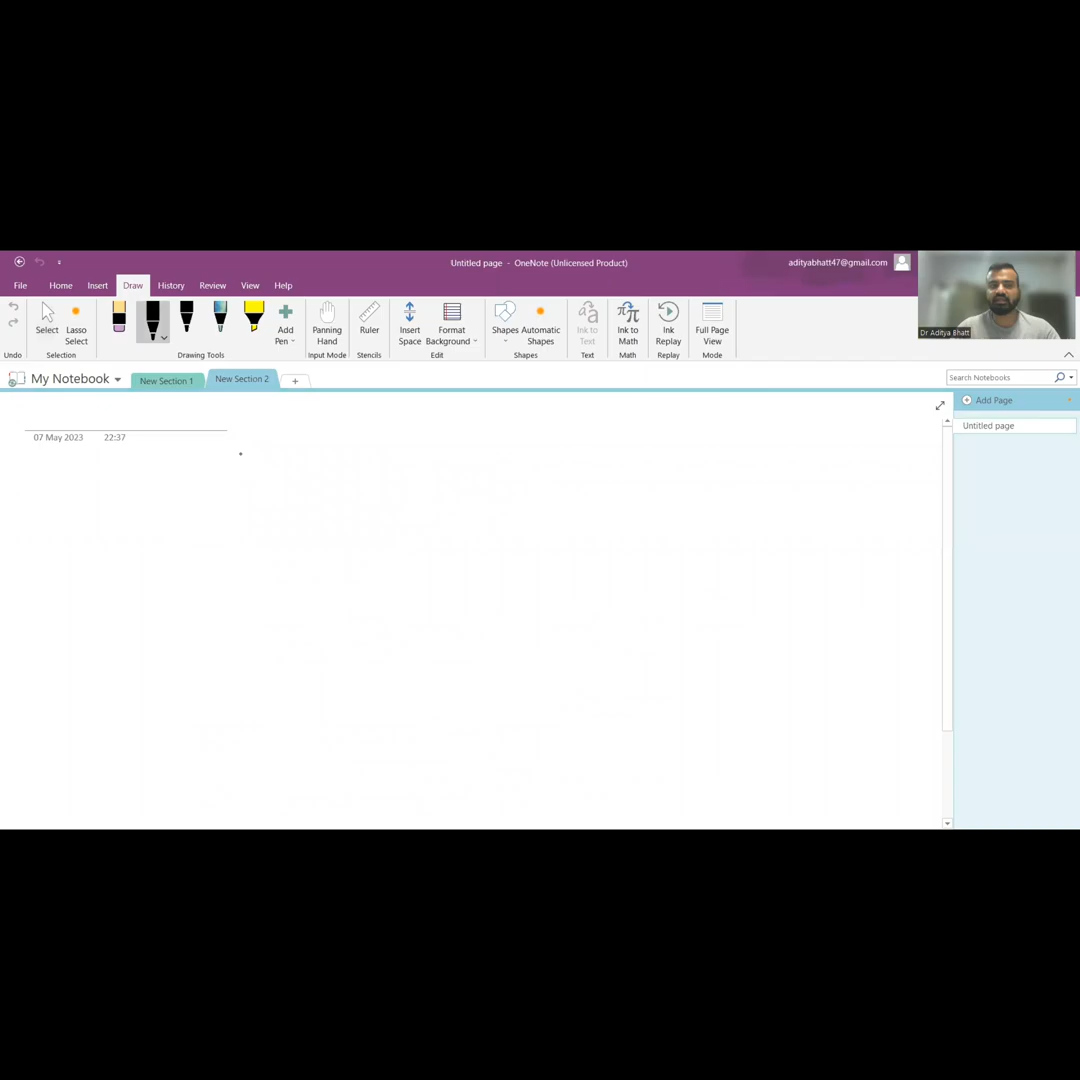 Untitled page - OneNote (Unlicensed Product)
adityabhatt47@gmail.com
File Home Insert Draw History Review View Help
Select
Lasso Select
Add Pen
Panning Hand
Ruler
Insert Space
Format Background
Shapes
Automatic Shapes
Ink to Text
Ink to Math
Ink Replay
Full Page View
Dr Aditya Bhatt
Undo Selection Drawing Tools Input Mode Stencils Edit Shapes Text Math Replay Mode
My Notebook New Section 1 New Section 2 + Search Notebooks
Add Page
Untitled page
07 May 2023 22:37